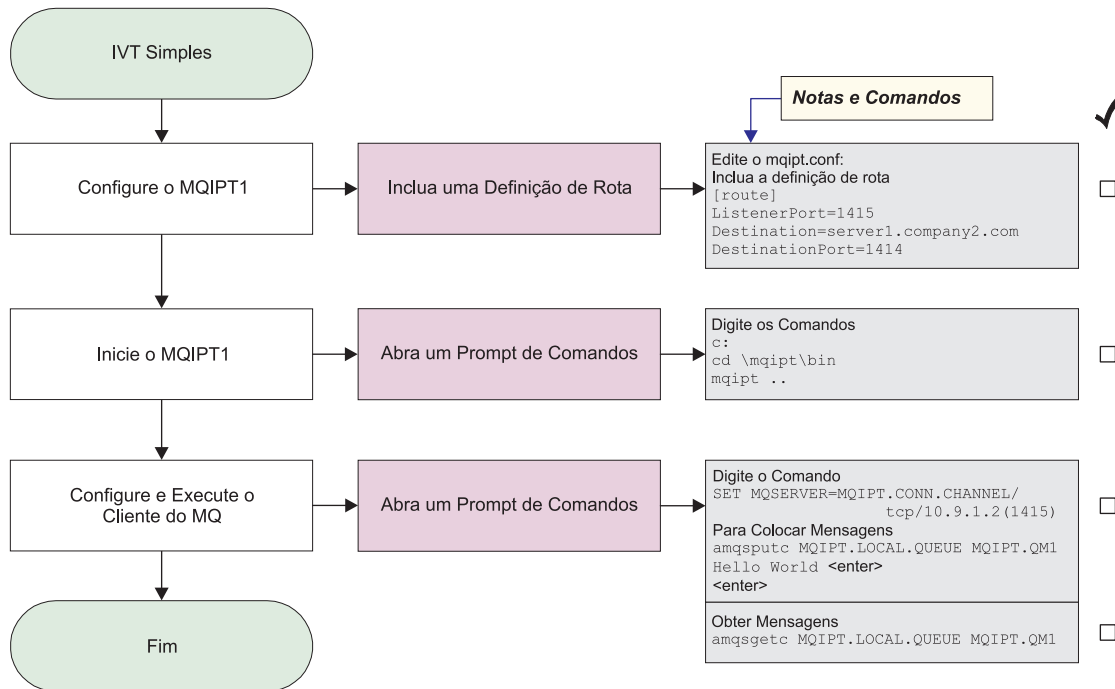 IVT Simples
Notas e Comandos
Configure o MQIPT1
Inclua uma Definição de Rota
Edite o mqipt.conf:
Inclua a definição de rota
[route]
ListenerPort=1415
Destination=server1.company2.com
DestinationPort=1414
Inicie o MQIPT1
Abra um Prompt de Comandos
Digite os Comandos
c:
cd \mqipt\bin
mqipt ..
Configure e Execute o
Cliente do MQ
Abra um Prompt de Comandos
Digite o Comando
SET MQSERVER=MQIPT.CONN.CHANNEL/
tcp/10.9.1.2(1415)
Para Colocar Mensagens
amqsputc MQIPT.LOCAL.QUEUE MQIPT.QM1
Hello World <enter>
<enter>
Obter Mensagens
amqsgetc MQIPT.LOCAL.QUEUE MQIPT.QM1
Fim